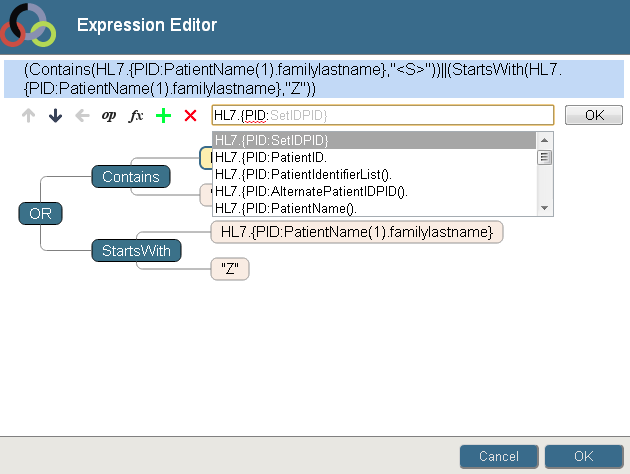 Expression Editor
(Contains(HL7.{PID:PatientName(1).familylastname},"<S>"))||(StartsWith(HL7.
{PID:PatientName(1).familylastname},"Z"))
op fx HL7.{PID:SetIDPID} OK
HL7.{PID:SetIDPID}
HL7.{PID:PatientID.
HL7.{PID:PatientIdentifierList().
HL7.{PID:AlternatePatientIDPID().
HL7.{PID:PatientName().
Contains
OR
HL7.{PID:PatientName(1).familylastname}
StartsWith
"Z"
Cancel OK